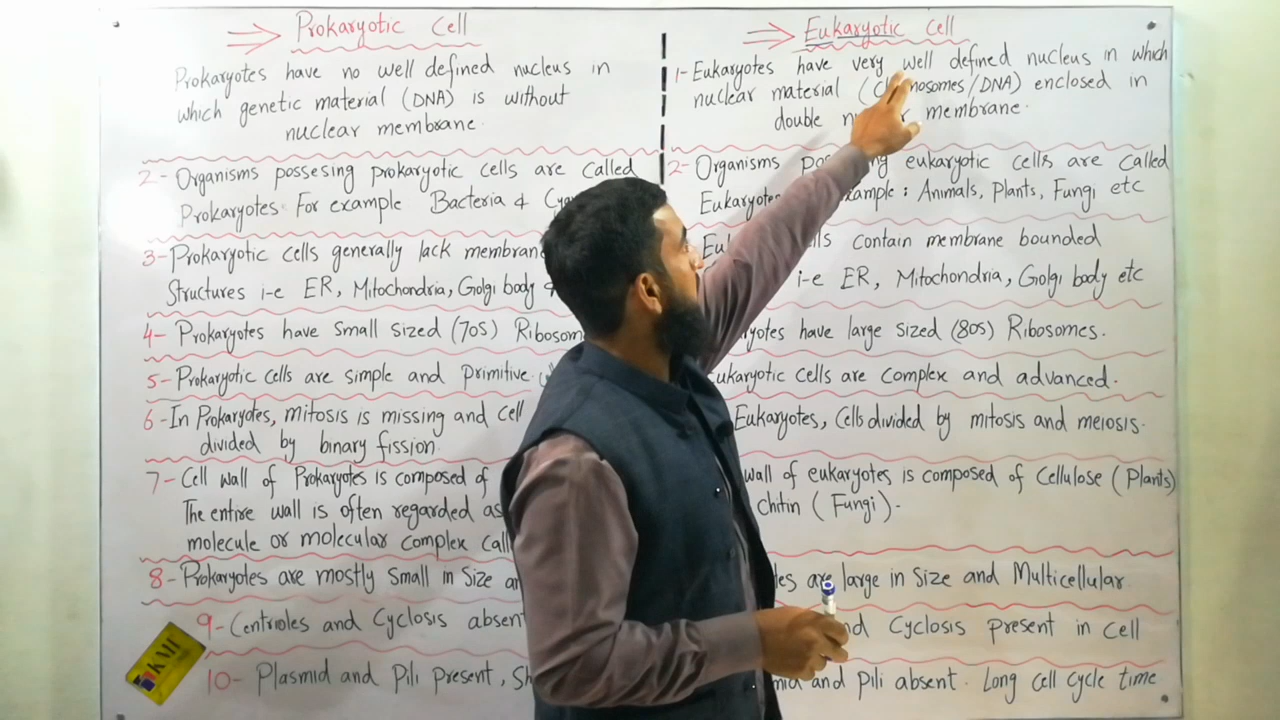 Prokaryotic Cell
Prokaryotes have no well defined nucleus in
which genetic material (DNA) is without
nuclear membrane.
2- Organisms possesing prokaryotic cells are called
Prokaryotes. For example Bacteria &
3- Prokaryotic cells generally lack
Structures i-e ER, Mitochondria, Golgi body
4- Prokaryotes have Small sized (70S)
5- Prokaryotic cells are simple and primitive.
6- In Prokaryotes, mitosis is missing and cell
divided by binary fission.
7- Cell wall of Prokaryotes is composed of
The entire wall is often regarded as
molecule or molecular complex
8- Prokaryotes are mostly Small in Size
9- Centrioles and Cyclosis absent
10- Plasmid and Pili Present,
Eukaryotic Cell
1- Eukaryotes have very well defined nucleus in which
nuclear material (DNA) enclosed in
double membrane.
2- Organisms eukaryotic cells are called
: Animals, Plants, Fungi etc
contain membrane bounded
i-e ER, Mitochondria, Golgi body etc
have large sized (80S) Ribosomes.
cells are complex and advanced.
Eukaryotes, Cells divided by mitosis and meiosis.
wall of eukaryotes is composed of Cellulose (Plants)
chitin (Fungi).
are large in Size and Multicellular.
Cyclosis present in cell
and Pili absent. Long cell cycle time
KMF